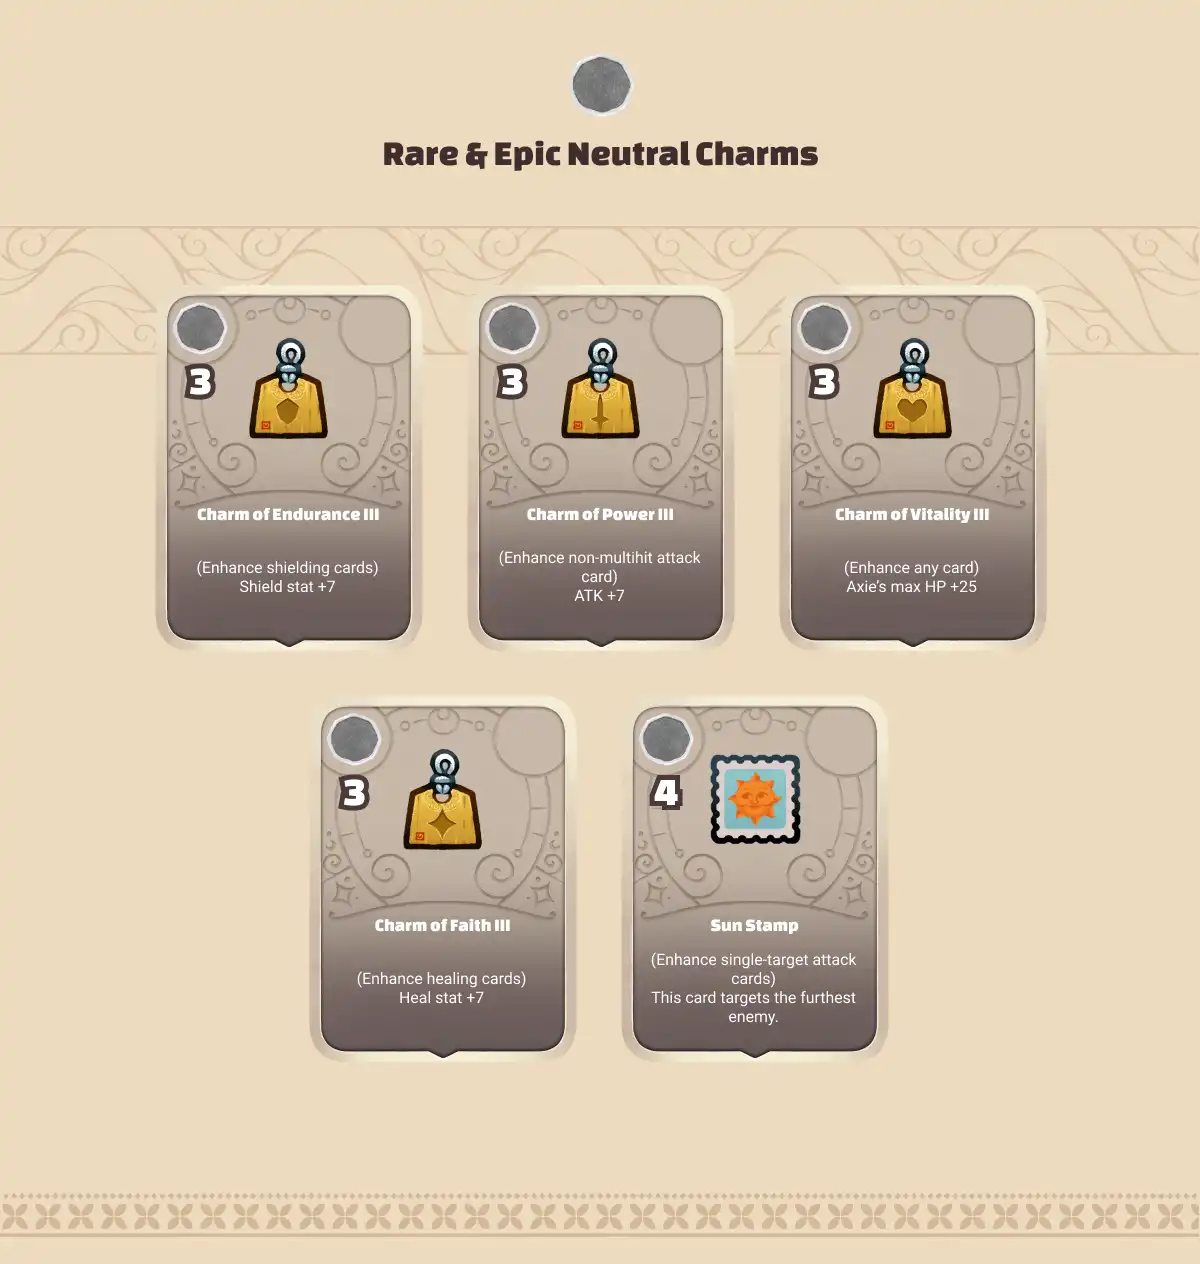 Rare & Epic Neutral Charms
3
Charm of Endurance III
(Enhance shielding cards)
Shield stat +7
3
Charm of Power III
(Enhance non-multihit attack
card)
ATK +7
3
Charm of Vitality III
(Enhance any card)
Axie's max HP +25
3
Charm of Faith III
(Enhance healing cards)
Heal stat +7
4
Sun Stamp
(Enhance single-target attack
cards)
This card targets the furthest
enemy.